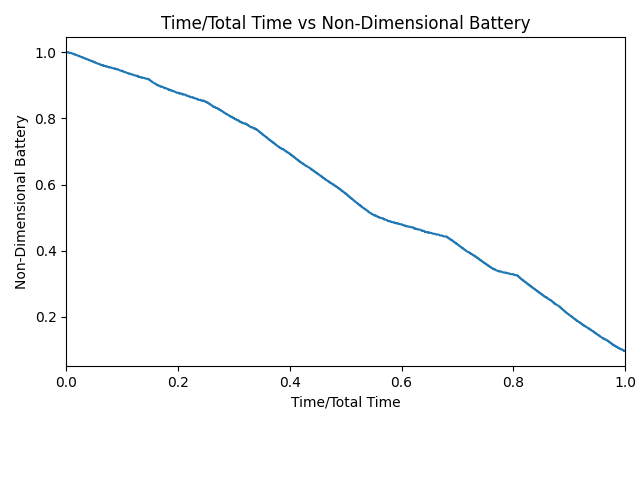 Time/Total Time vs Non-Dimensional Battery
1.0
0.8
0.6
0.4
0.2
Non-Dimensional Battery
0.0 0.2 0.4 0.6 0.8 1.0
Time/Total Time